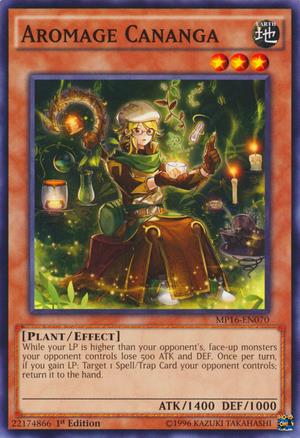 AROMAGE CANANGA
EARTH
地
MP16-EN070
[PLANT/EFFECT]
While your LP is higher than your opponent's, face-up monsters
your opponent controls lose 500 ATK and DEF. Once per turn,
if you gain LP: Target 1 Spell/Trap Card your opponent controls;
return it to the hand.
ATK/1400 DEF/1000
22174866 1st Edition ©1996 KAZUKI TAKAHASHI